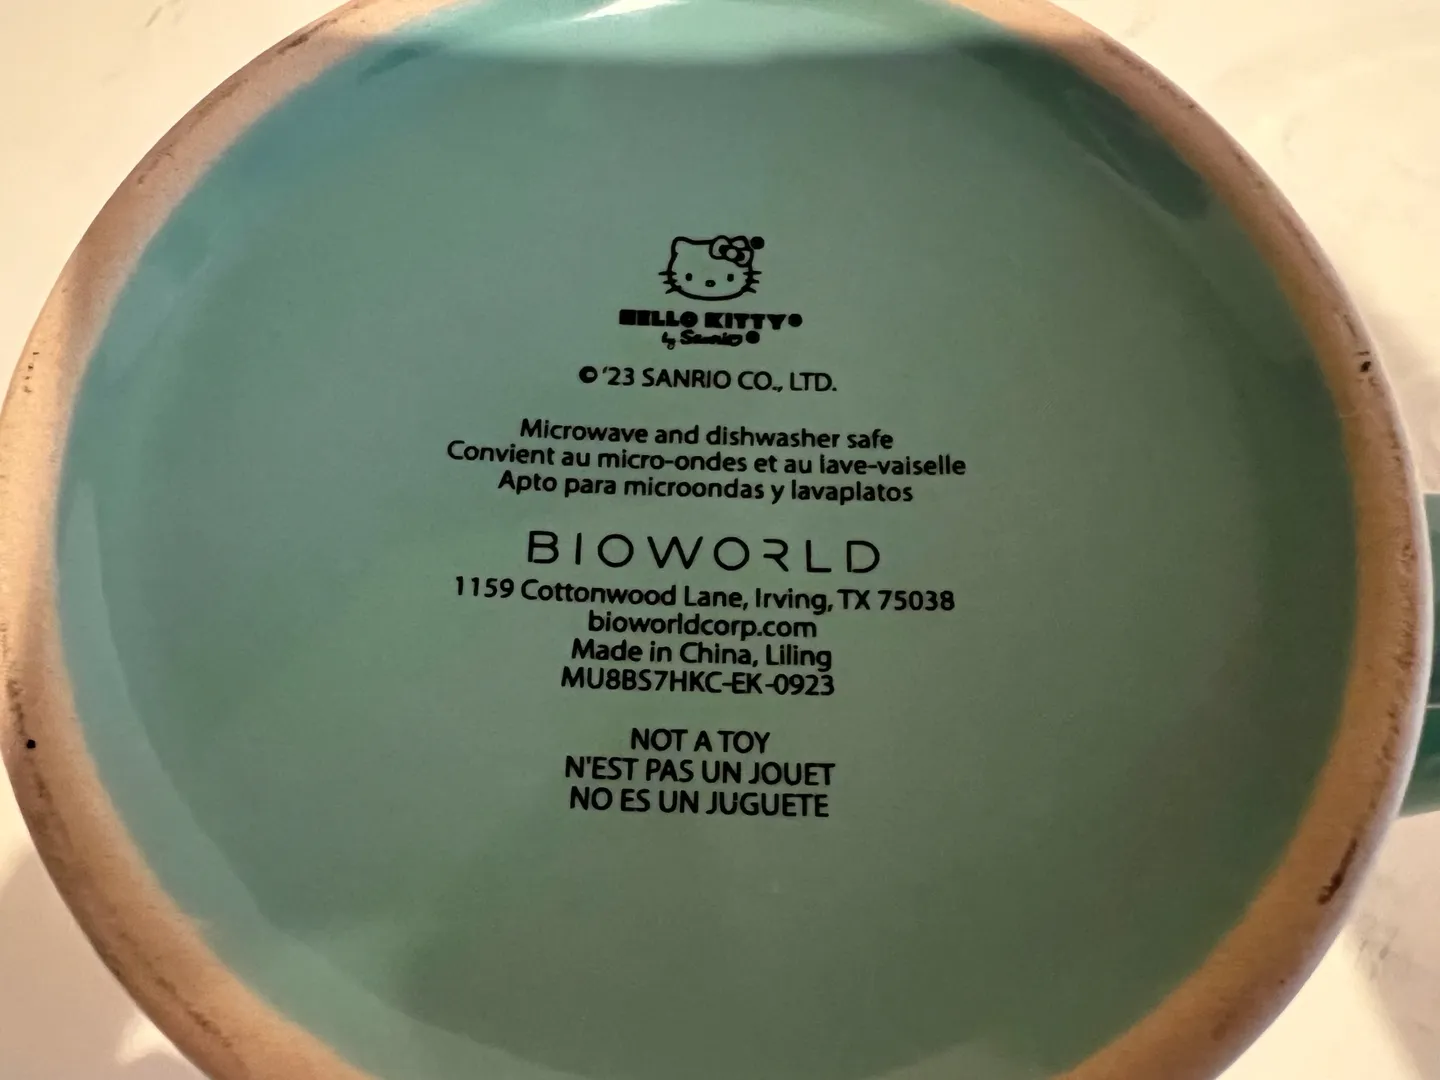 HELLO KITTY®
by Sanrio®
© '23 SANRIO CO., LTD.
Microwave and dishwasher safe
Convient au micro-ondes et au lave-vaiselle
Apto para microondas y lavaplatos
BIOWORLD
1159 Cottonwood Lane, Irving, TX 75038
bioworldcorp.com
Made in China, Liling
MU8BS7HKC-EK-0923
NOT A TOY
N'EST PAS UN JOUET
NO ES UN JUGUETE